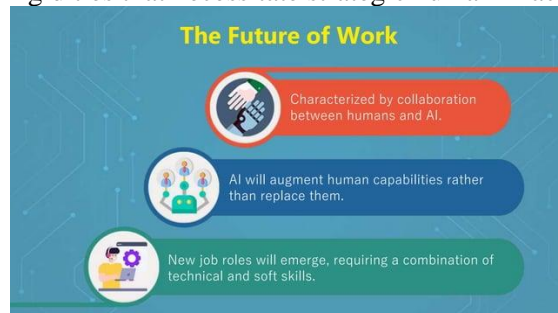 The Future of Work
Characterized by collaboration
between humans and AI.
AI will augment human capabilities rather
than replace them.
New job roles will emerge, requiring a combination of
technical and soft skills.